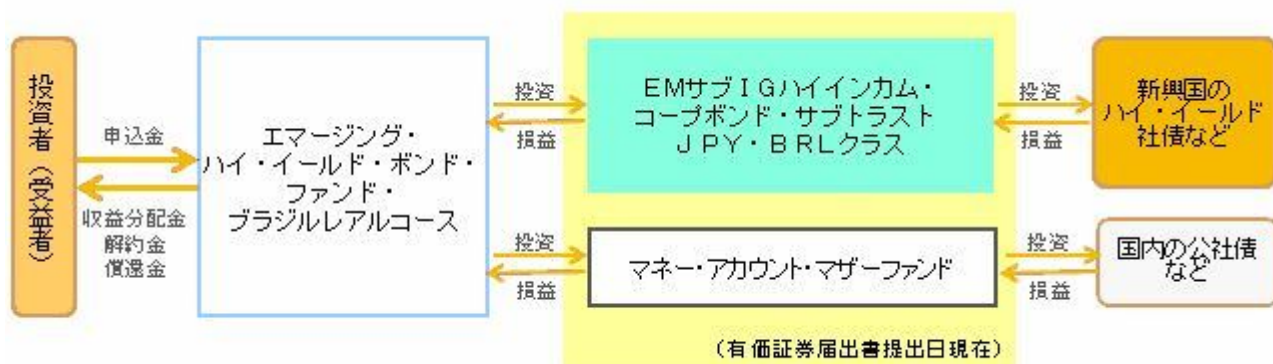 投資者（受益者）
申込金
収益分配金
解約金
償還金
エマージング・
ハイ・イールド・ボンド・
ファンド・
ブラジルレアルコース
投資
損益
投資
損益
ＥＭサブＩＧハイインカム・
コープボンド・サブトラスト
ＪＰＹ・ＢＲＬクラス
マネー・アカウント・マザーファンド
投資
損益
投資
損益
新興国の
ハイ・イールド
社債など
国内の公社債
など
（有価証券届出書提出日現在）